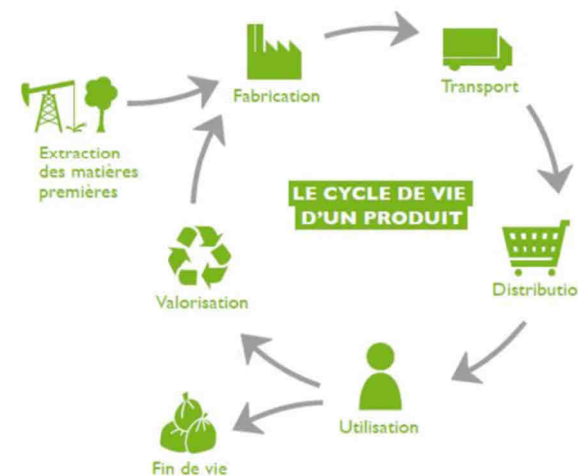 Fabrication
Transport
Extraction
des matières
premières
LE CYCLE DE VIE
D'UN PRODUIT
Distributio
Valorisation
Utilisation
Fin de vie